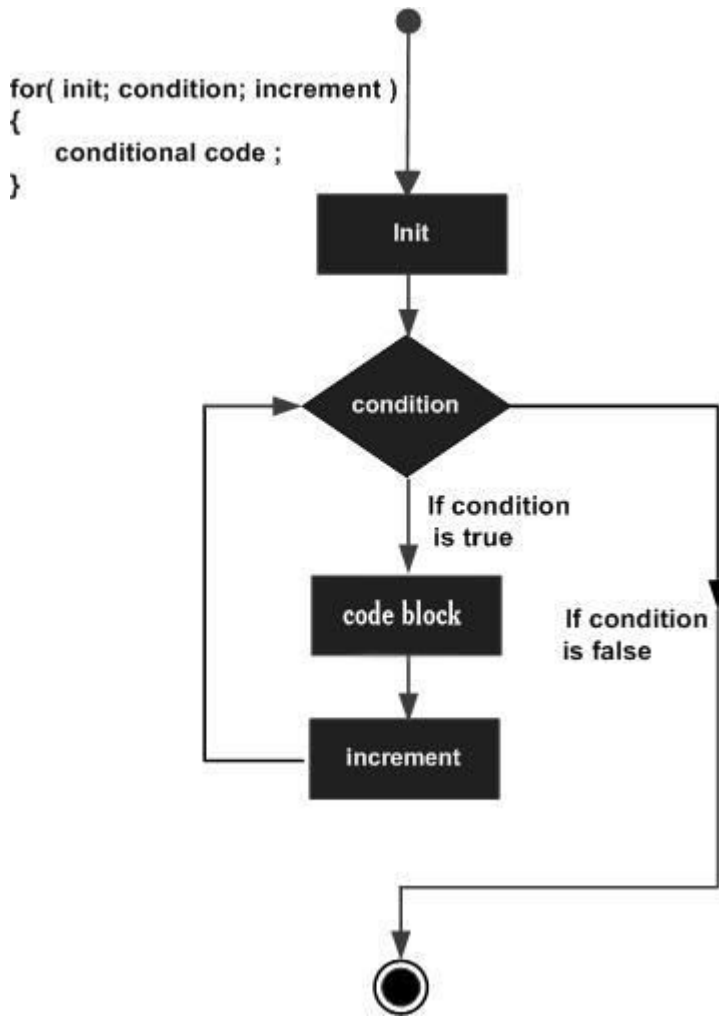 for( init; condition; increment )
{
conditional code ;
}
Init
condition
If condition
is true
code block
If condition
is false
increment